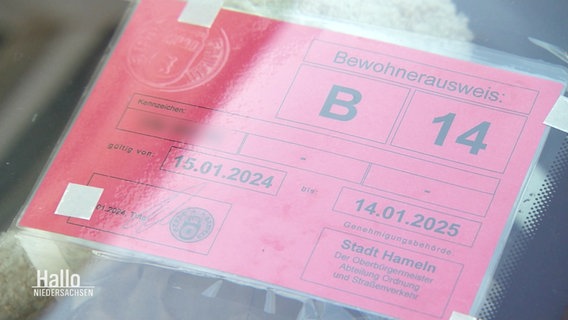 Bewohnerausweis:
B 14
Kennzeichen:
- -
gültig von: 15.01.2024 bis: 14.01.2025
Genehmigungsbehörde:
Stadt Hameln
Der Oberbürgermeister
Abteilung Ordnung
und Straßenverkehr
Hallo
NIEDERSACHSEN